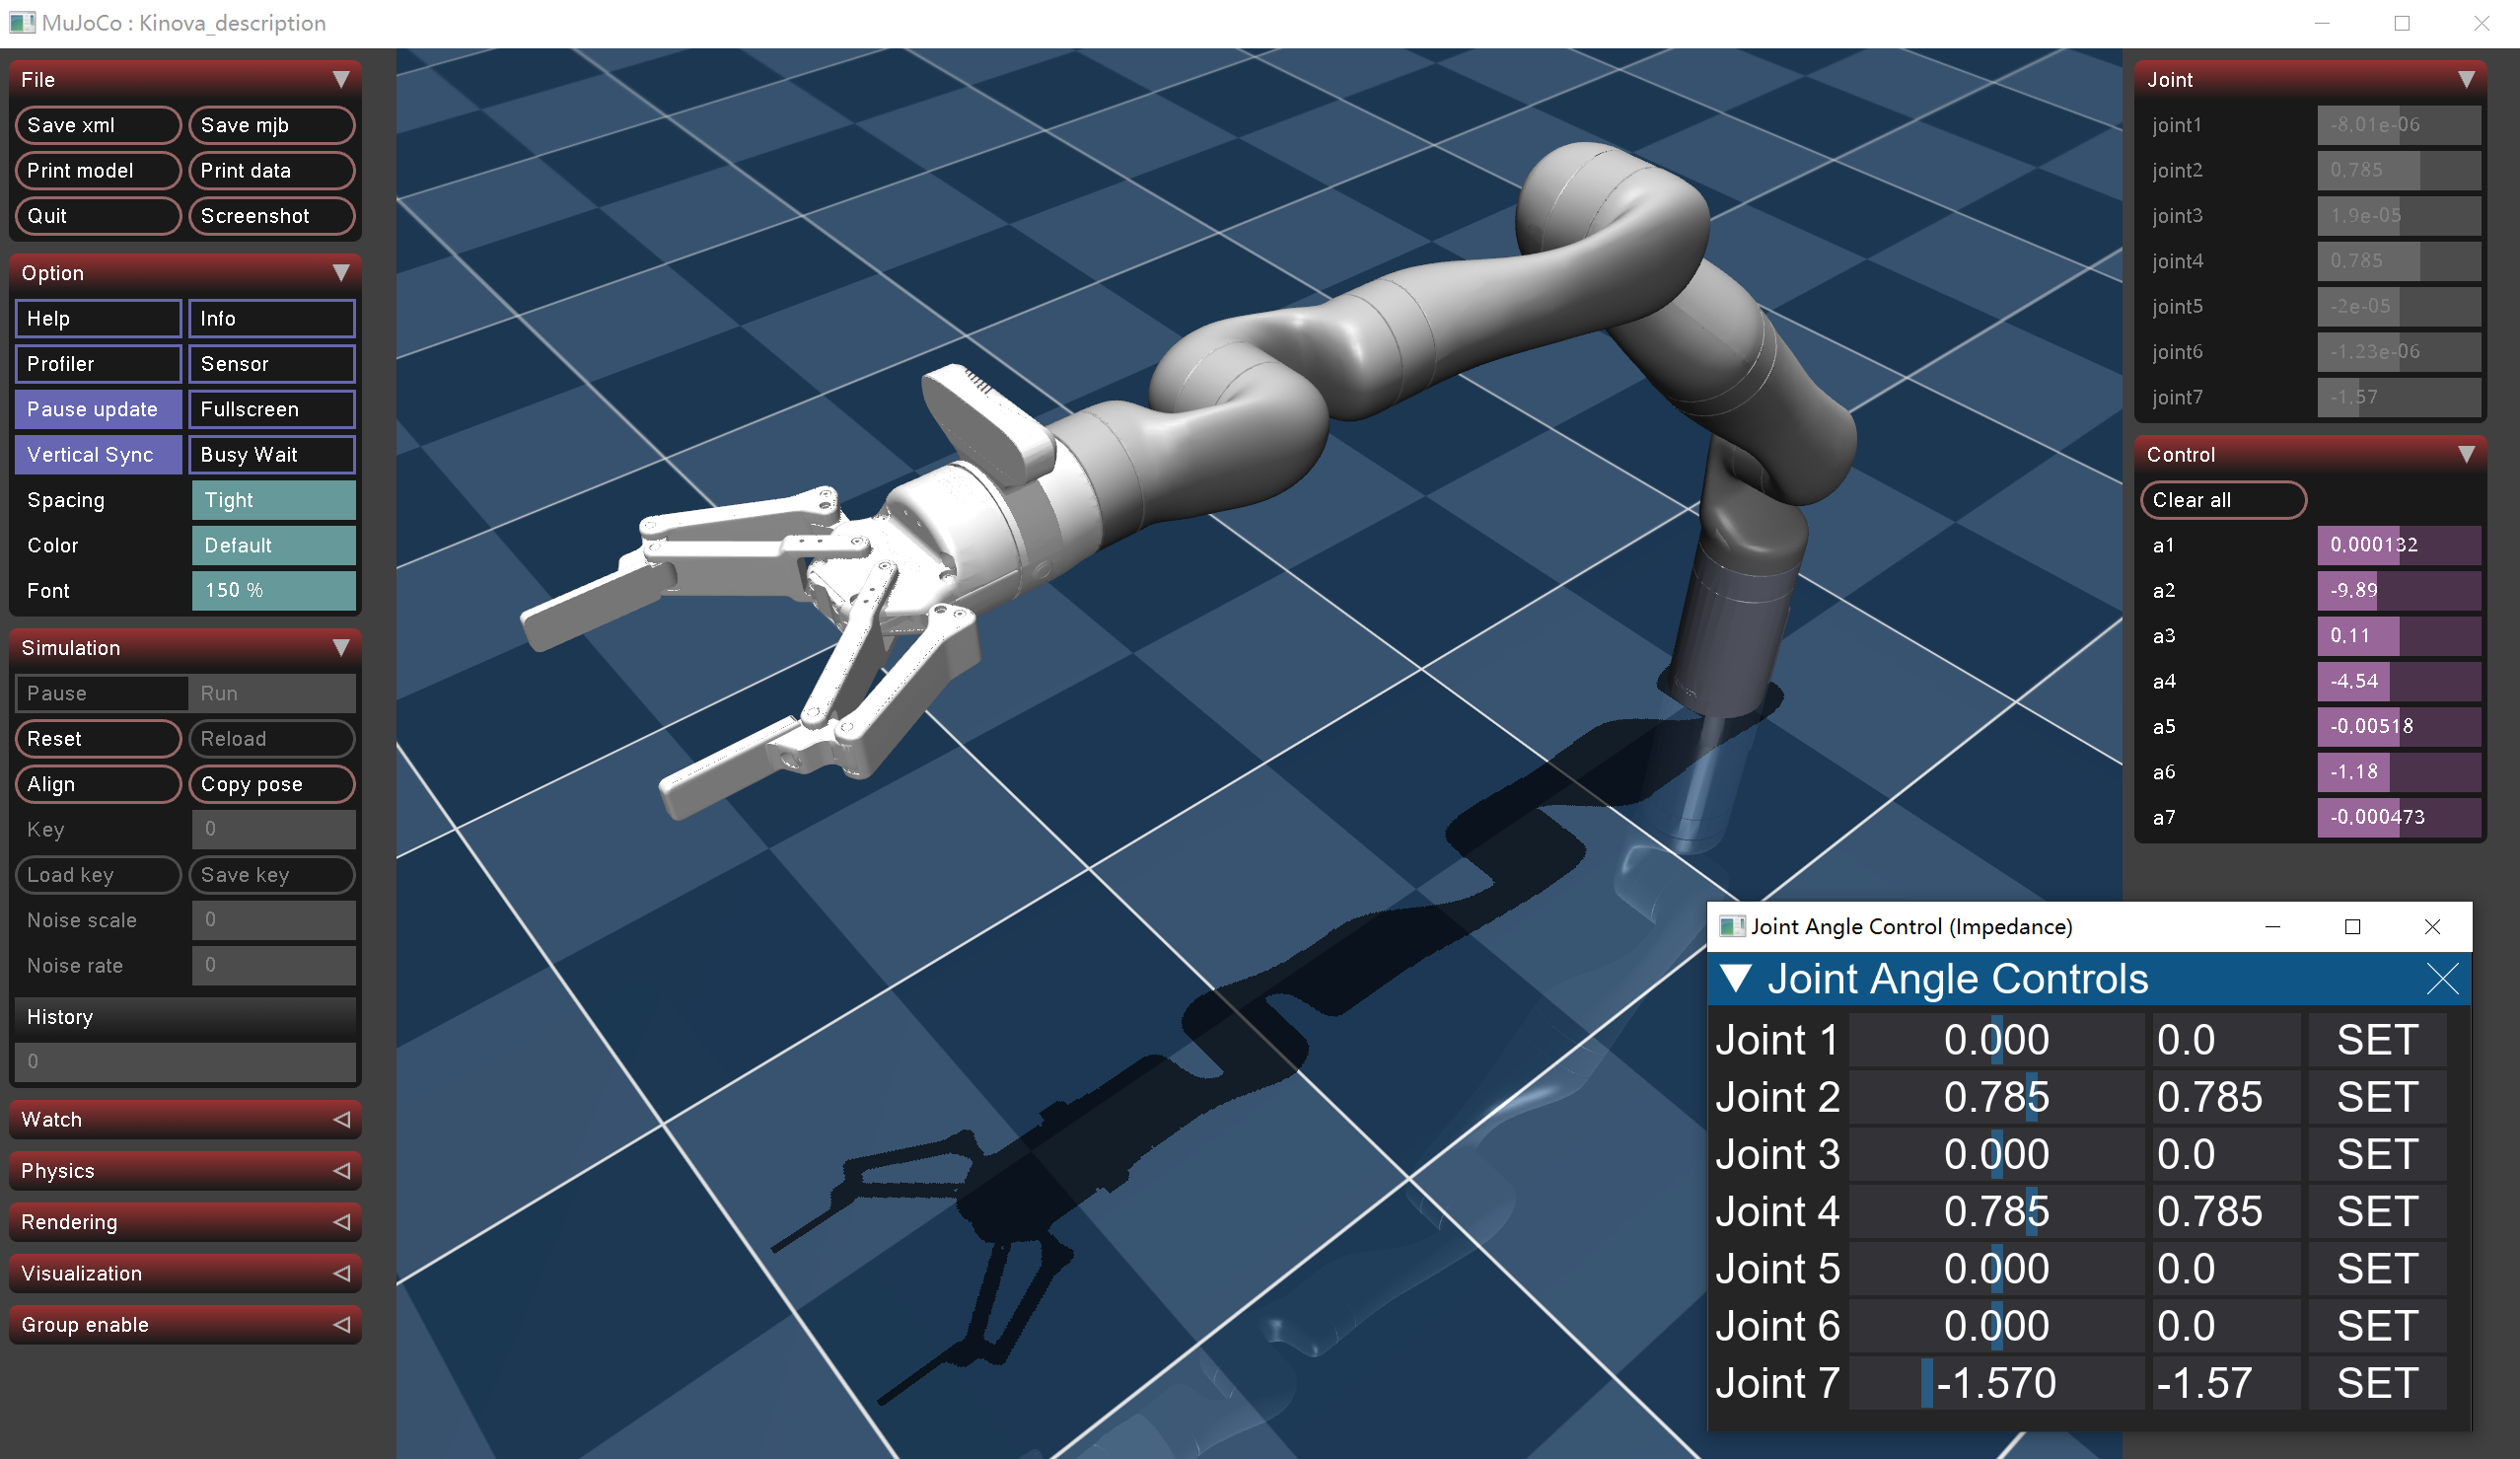 MuJoCo : Kinova_description
File
Save xml Save mjb
Print model Print data
Quit Screenshot
Option
Help Info
Profiler Sensor
Pause update Fullscreen
Vertical Sync Busy Wait
Spacing Tight
Color Default
Font 150 %
Simulation
Pause Run
Reset Reload
Align Copy pose
Key 0
Load key Save key
Noise scale 0
Noise rate 0
History
0
Watch
Physics
Rendering
Visualization
Group enable
Joint
joint1 -8.01e-06
joint2 0.785
joint3 1.9e-05
joint4 0.785
joint5 -2e-05
joint6 -1.23e-06
joint7 -1.57
Control
Clear all
a1 0.000132
a2 -9.89
a3 0.11
a4 -4.54
a5 -0.00518
a6 -1.18
a7 -0.000473
Joint Angle Control (Impedance)
Joint Angle Controls
Joint 1 0.000 0.0 SET
Joint 2 0.785 0.785 SET
Joint 3 0.000 0.0 SET
Joint 4 0.785 0.785 SET
Joint 5 0.000 0.0 SET
Joint 6 0.000 0.0 SET
Joint 7 -1.570 -1.57 SET